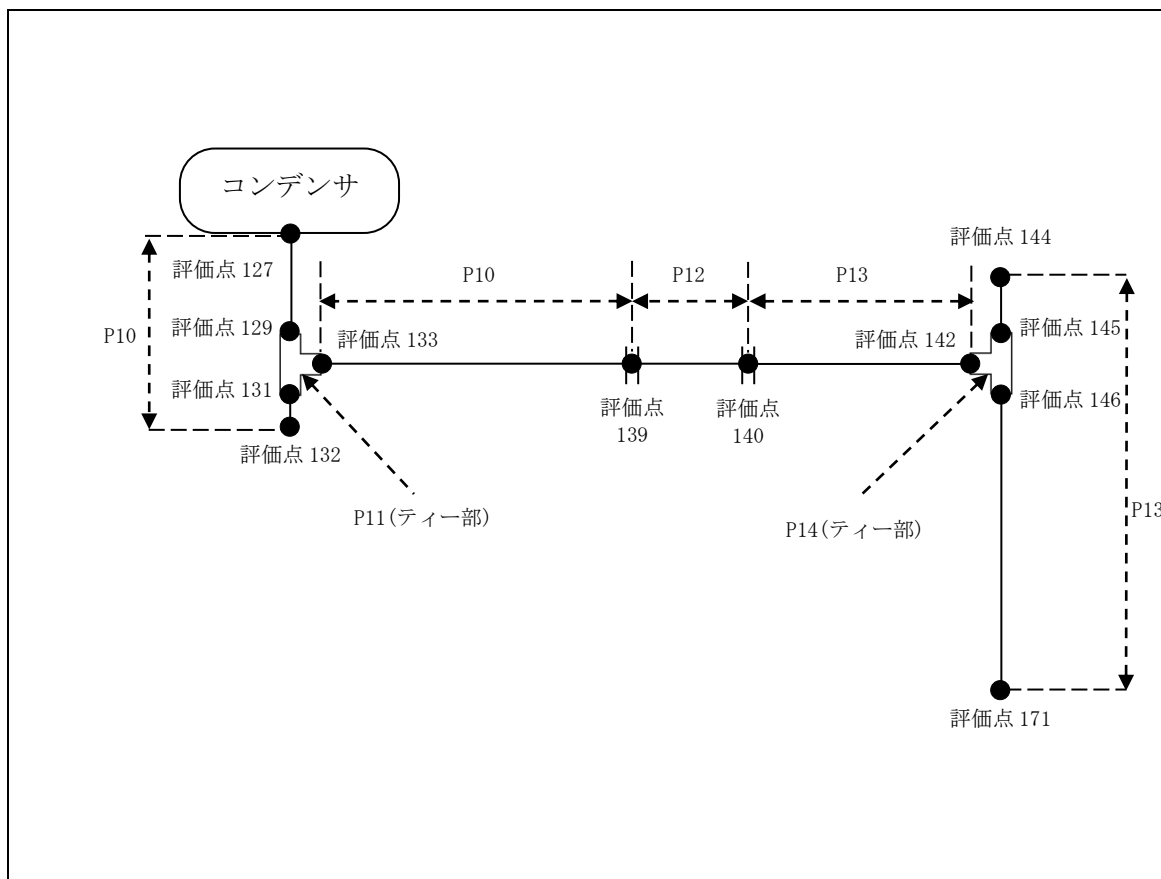 コンデンサ
評価点 144
評価点 127
P10
P12
P13
評価点 129
評価点 133
評価点 142
評価点 145
P10
評価点 131
評価点
139
評価点
140
評価点 146
評価点 132
P11(ティー部)
P14(ティー部)
P13
評価点 171